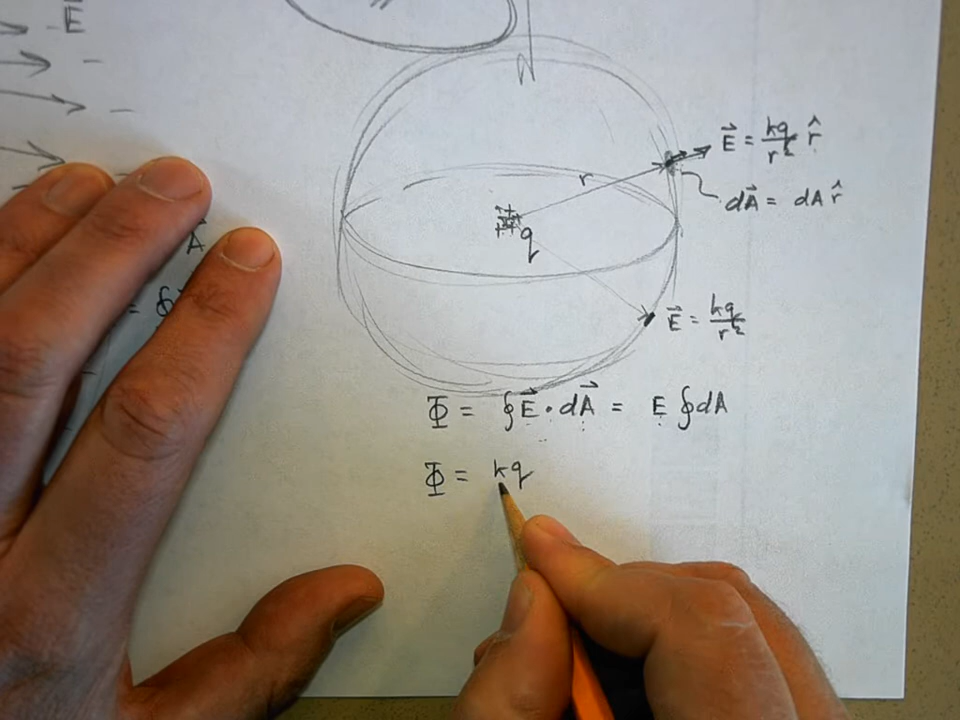 E⃗
E⃗ = kq/r² r̂
r
dA⃗ = dA r̂
q
A⃗
= ∮
E⃗ = kq/r²
Φ = ∮E⃗ · dA⃗ = E ∮dA
Φ = kq